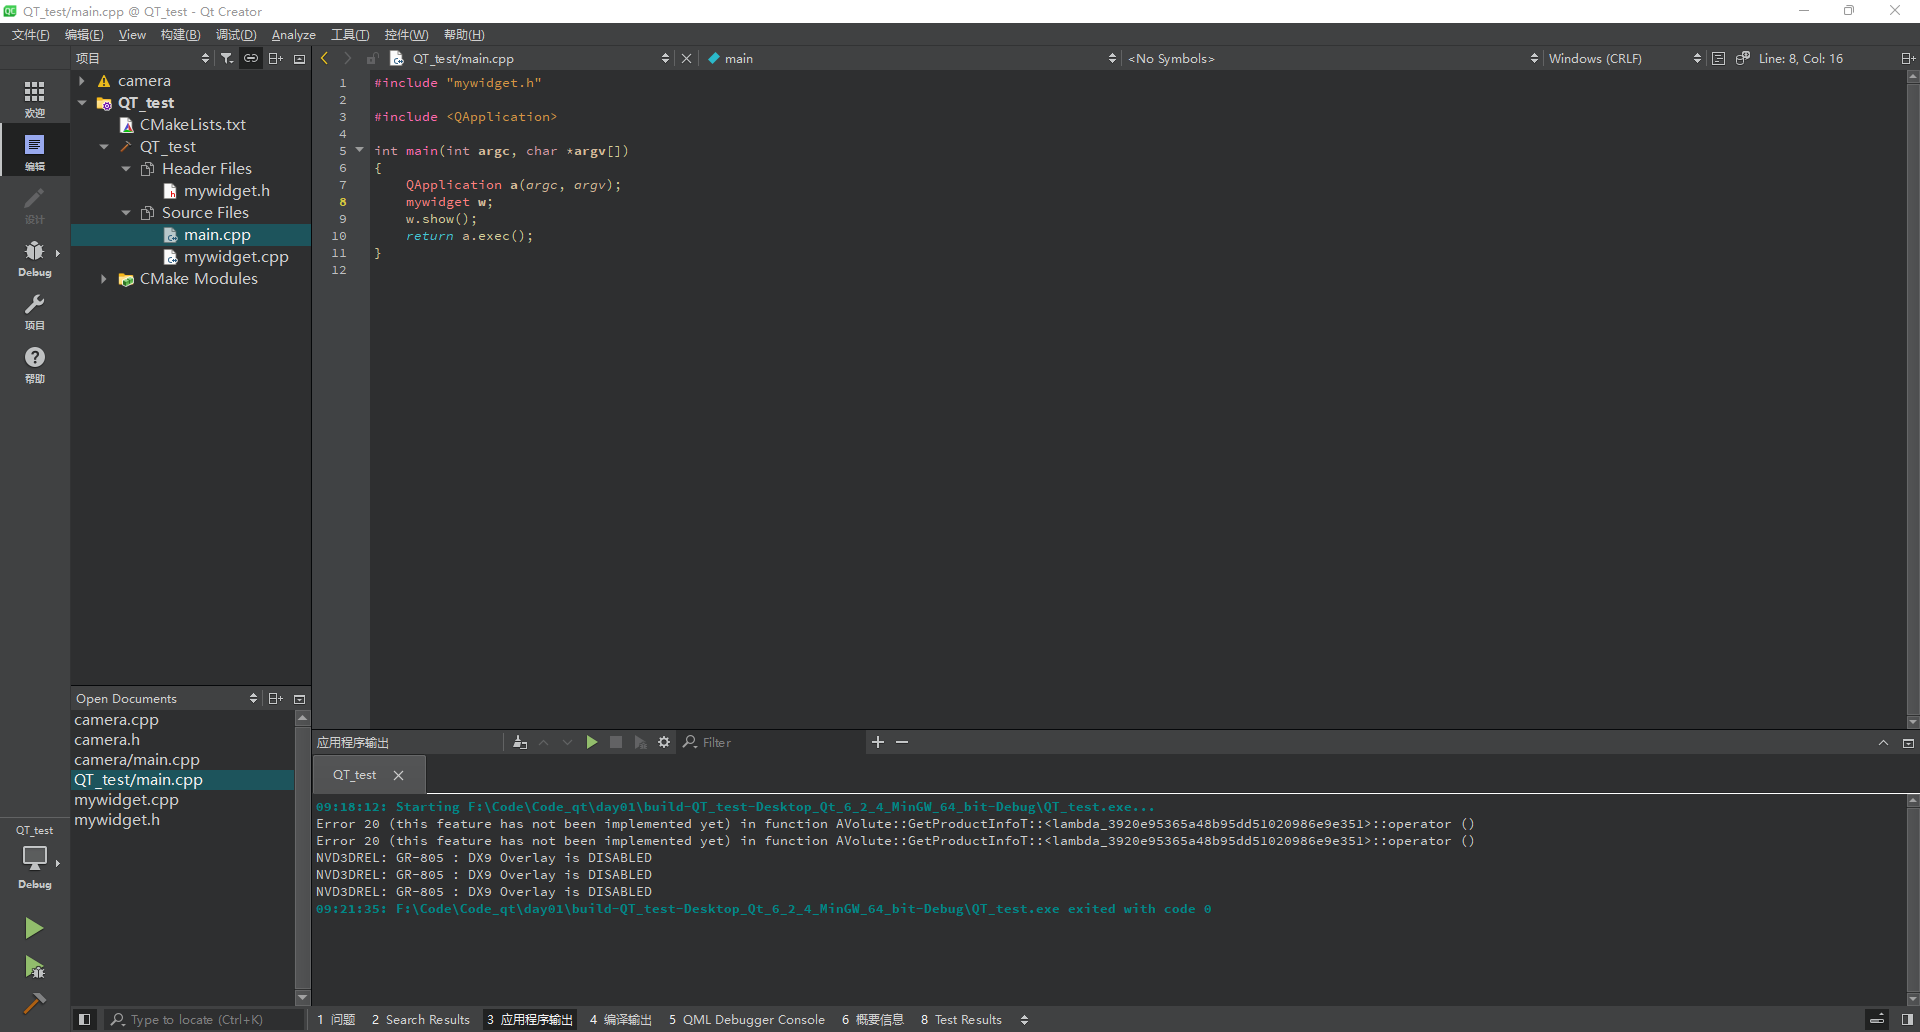 QT_test/main.cpp @ QT_test - Qt Creator
文件(F) 编辑(E) View 构建(B) 调试(D) Analyze 工具(T) 控件(W) 帮助(H)
项目
QT_test/main.cpp
main
<No Symbols>
Windows (CRLF)
Line: 8, Col: 16
欢迎
编辑
设计
Debug
项目
帮助
camera
QT_test
CMakeLists.txt
QT_test
Header Files
mywidget.h
Source Files
main.cpp
mywidget.cpp
CMake Modules
1 #include "mywidget.h"
2
3 #include <QApplication>
4
5 int main(int argc, char *argv[])
6 {
7 QApplication a(argc, argv);
8 mywidget w;
9 w.show();
10 return a.exec();
11 }
12
Open Documents
camera.cpp
camera.h
camera/main.cpp
QT_test/main.cpp
mywidget.cpp
mywidget.h
QT_test
Debug
应用程序输出
Filter
QT_test
09:18:12: Starting F:\Code\Code_qt\day01\build-QT_test-Desktop_Qt_6_2_4_MinGW_64_bit-Debug\QT_test.exe...
Error 20 (this feature has not been implemented yet) in function AVolute::GetProductInfoT::<lambda_3920e95365a48b95dd51020986e9e351>::operator ()
Error 20 (this feature has not been implemented yet) in function AVolute::GetProductInfoT::<lambda_3920e95365a48b95dd51020986e9e351>::operator ()
NVD3DREL: GR-805 : DX9 Overlay is DISABLED
NVD3DREL: GR-805 : DX9 Overlay is DISABLED
NVD3DREL: GR-805 : DX9 Overlay is DISABLED
09:21:35: F:\Code\Code_qt\day01\build-QT_test-Desktop_Qt_6_2_4_MinGW_64_bit-Debug\QT_test.exe exited with code 0
Type to locate (Ctrl+K)
1 问题 2 Search Results 3 应用程序输出 4 编译输出 5 QML Debugger Console 6 概要信息 8 Test Results